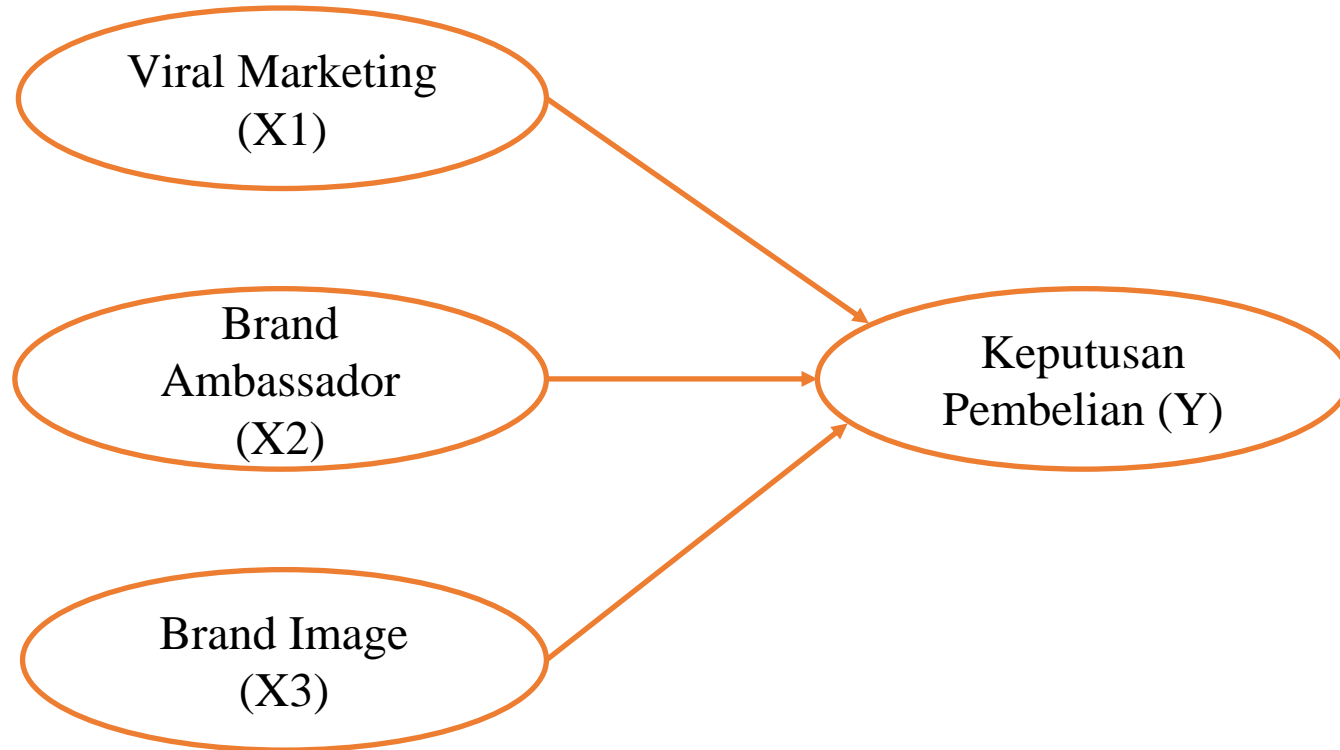 Viral Marketing
(X1)
Brand
Ambassador
(X2)
Keputusan
Pembelian (Y)
Brand Image
(X3)